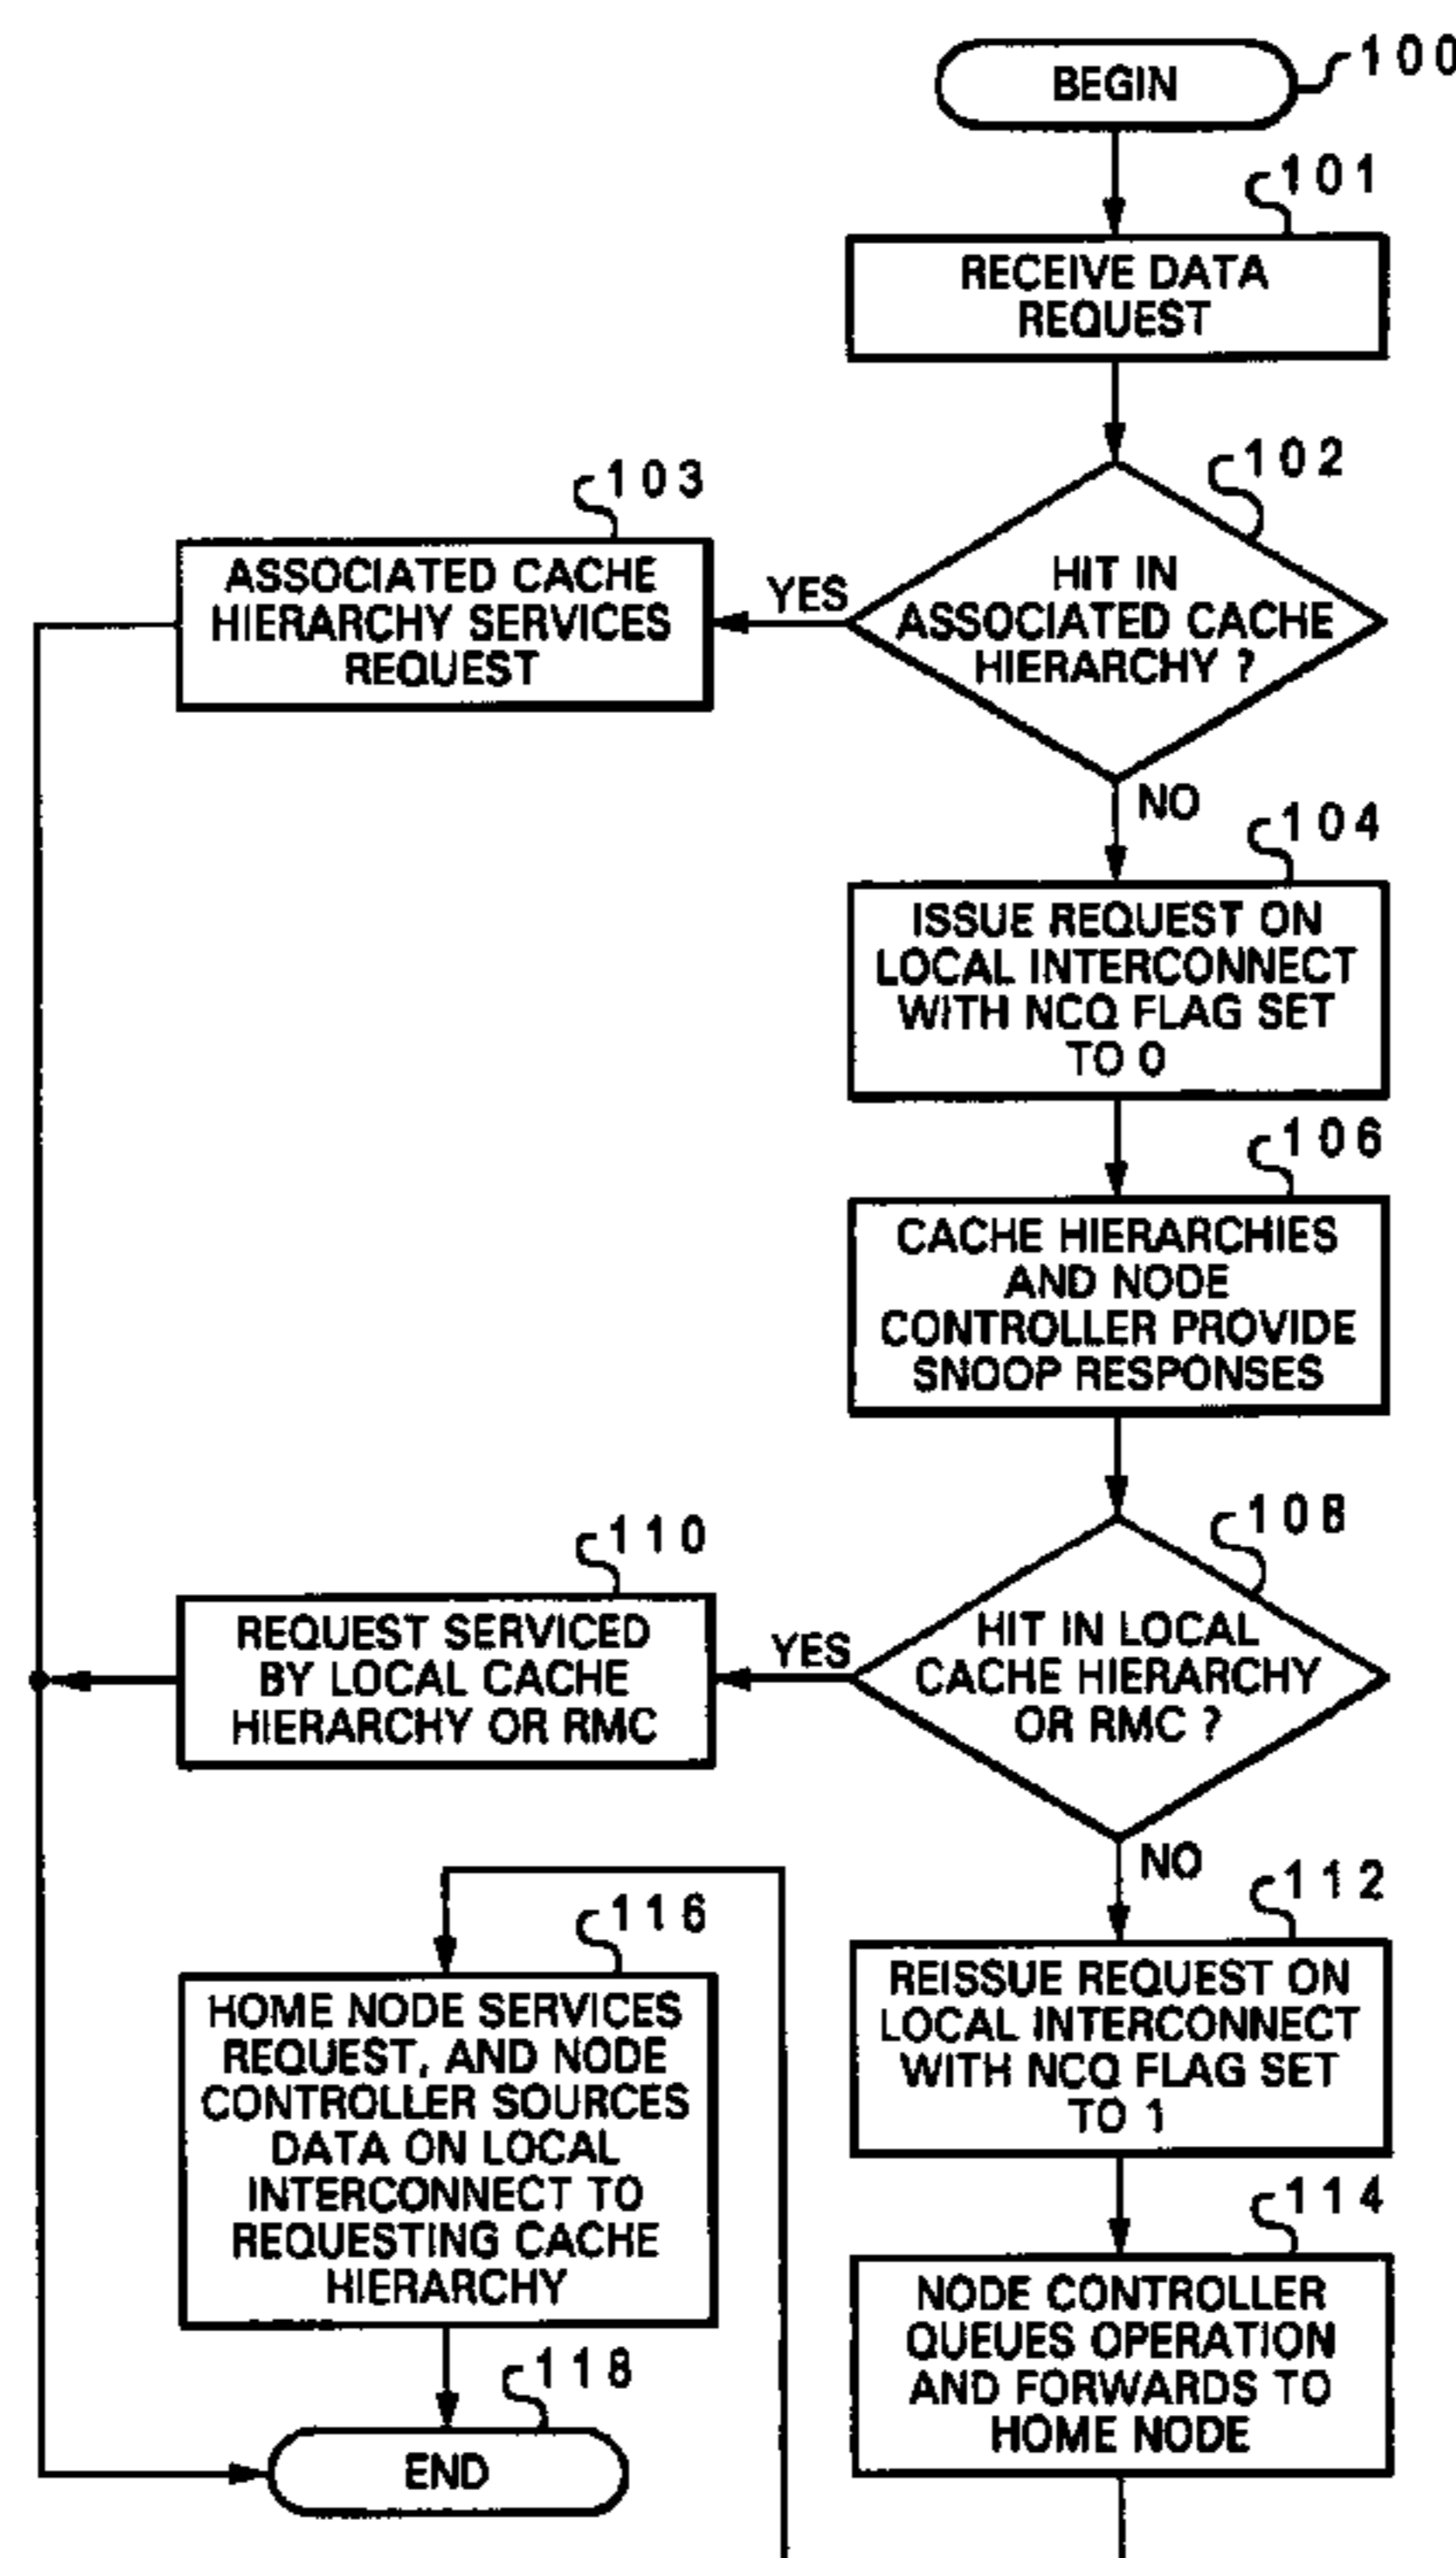 BEGIN
100
101
RECEIVE DATA
REQUEST
102
HIT IN
ASSOCIATED CACHE
HIERARCHY ?
YES
103
ASSOCIATED CACHE
HIERARCHY SERVICES
REQUEST
NO
104
ISSUE REQUEST ON
LOCAL INTERCONNECT
WITH NCQ FLAG SET
TO 0
106
CACHE HIERARCHIES
AND NODE
CONTROLLER PROVIDE
SNOOP RESPONSES
108
HIT IN LOCAL
CACHE HIERARCHY
OR RMC ?
YES
110
REQUEST SERVICED
BY LOCAL CACHE
HIERARCHY OR RMC
NO
112
REISSUE REQUEST ON
LOCAL INTERCONNECT
WITH NCQ FLAG SET
TO 1
114
NODE CONTROLLER
QUEUES OPERATION
AND FORWARDS TO
HOME NODE
116
HOME NODE SERVICES
REQUEST, AND NODE
CONTROLLER SOURCES
DATA ON LOCAL
INTERCONNECT TO
REQUESTING CACHE
HIERARCHY
118
END